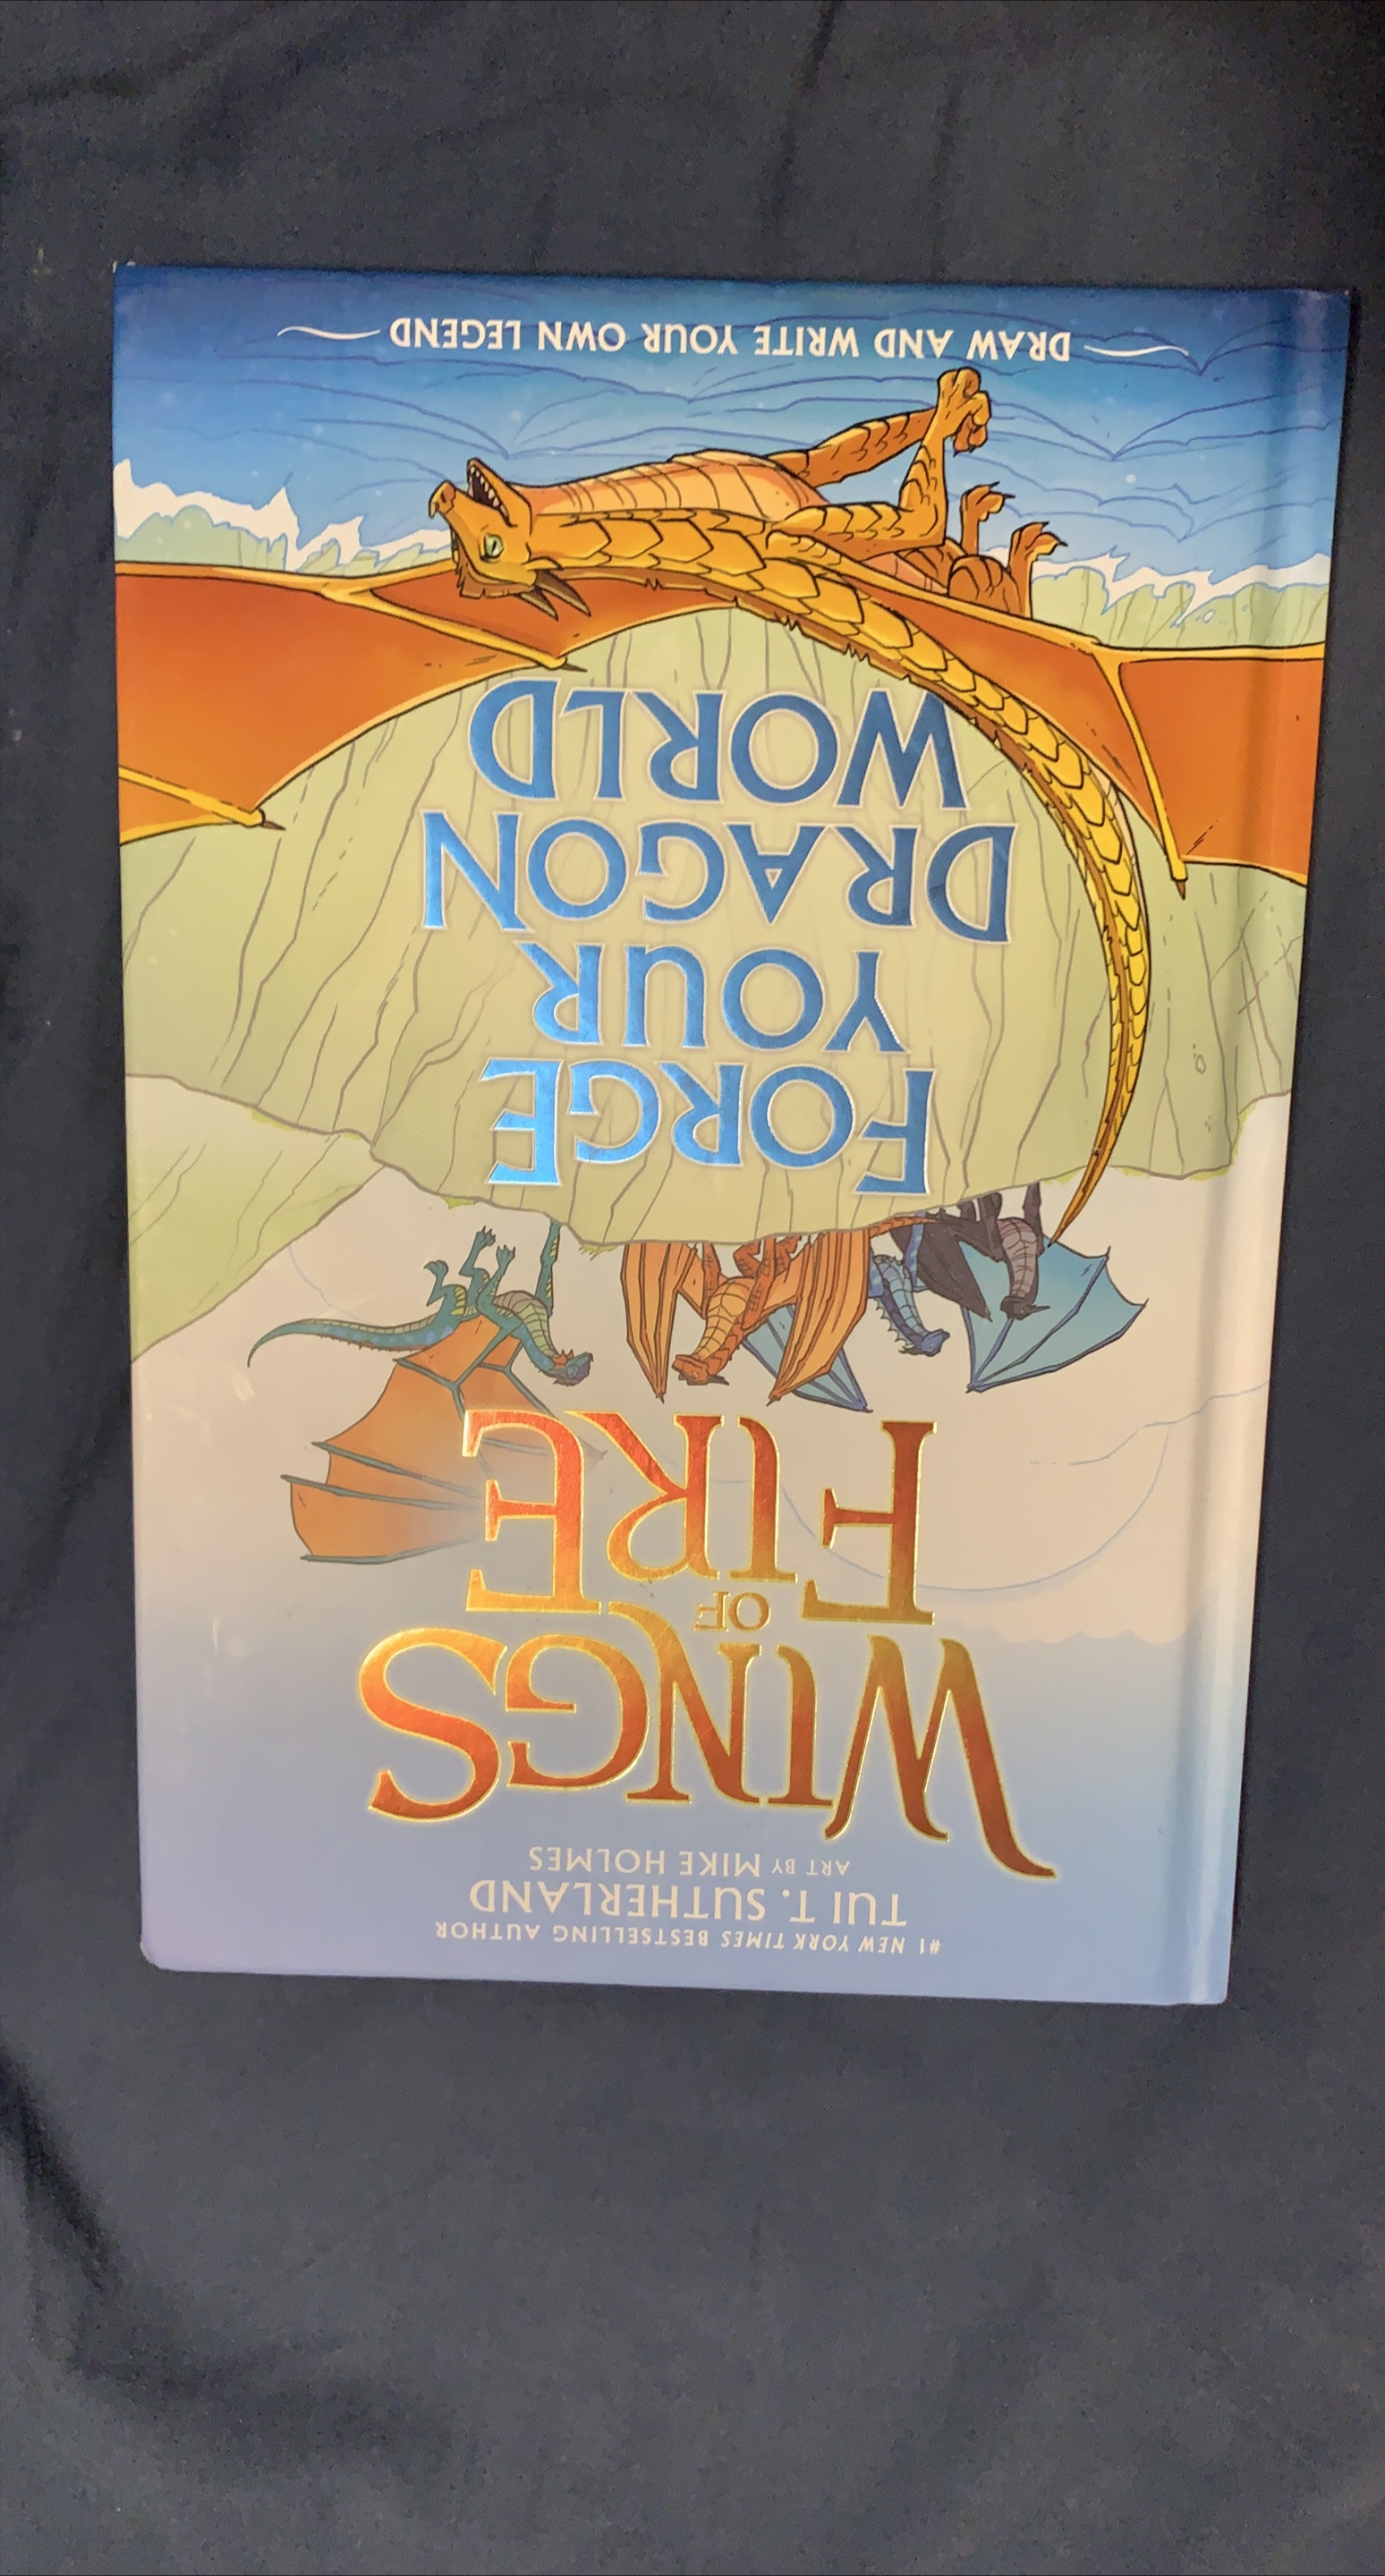 #1 NEW YORK TIMES BESTSELLING AUTHOR
TUI T. SUTHERLAND
ART BY MIKE HOLMES
WINGS
OF
FIRE
FORGE
YOUR
DRAGON
WORLD
DRAW AND WRITE YOUR OWN LEGEND